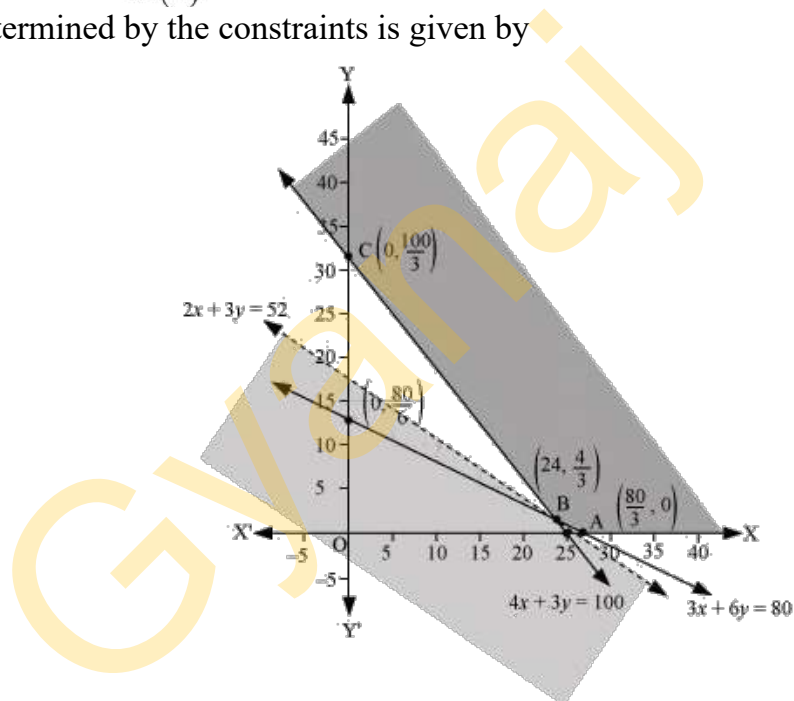 termined by the constraints is given by
Y
45
40
35
C(0, 100/3)
30
2x + 3y = 52
25
20
15
(0, 80/6)
10
(24, 4/3)
5
B
(80/3, 0)
A
X'
O
X
-5
5
10
15
20
25
30
35
40
-5
4x + 3y = 100
3x + 6y = 80
Y'
Gyanaj